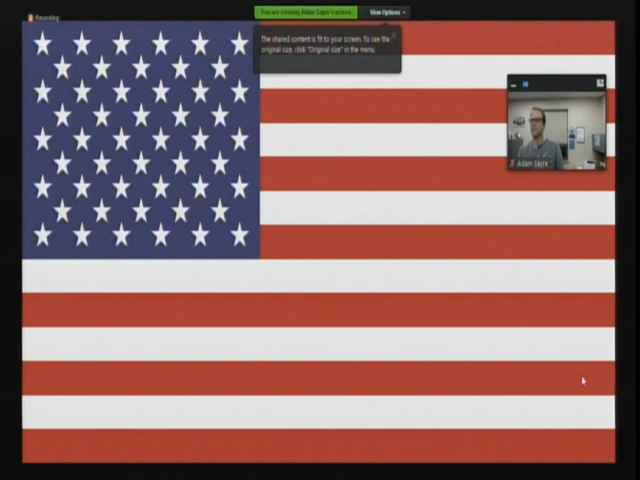 Recording
You are viewing Adam Sayre's screen
View Options
The shared content is fit to your screen. To see the
original size, click "Original size" in the menu.
Adam Sayre